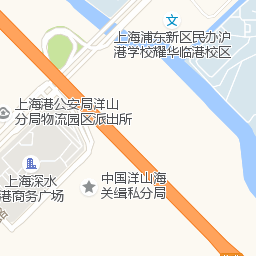 上海浦东新区民办沪
港学校耀华临港校区
上海港公安局洋山
分局物流园区派出所
上海深水
港商务广场
中国洋山海
关缉私分局